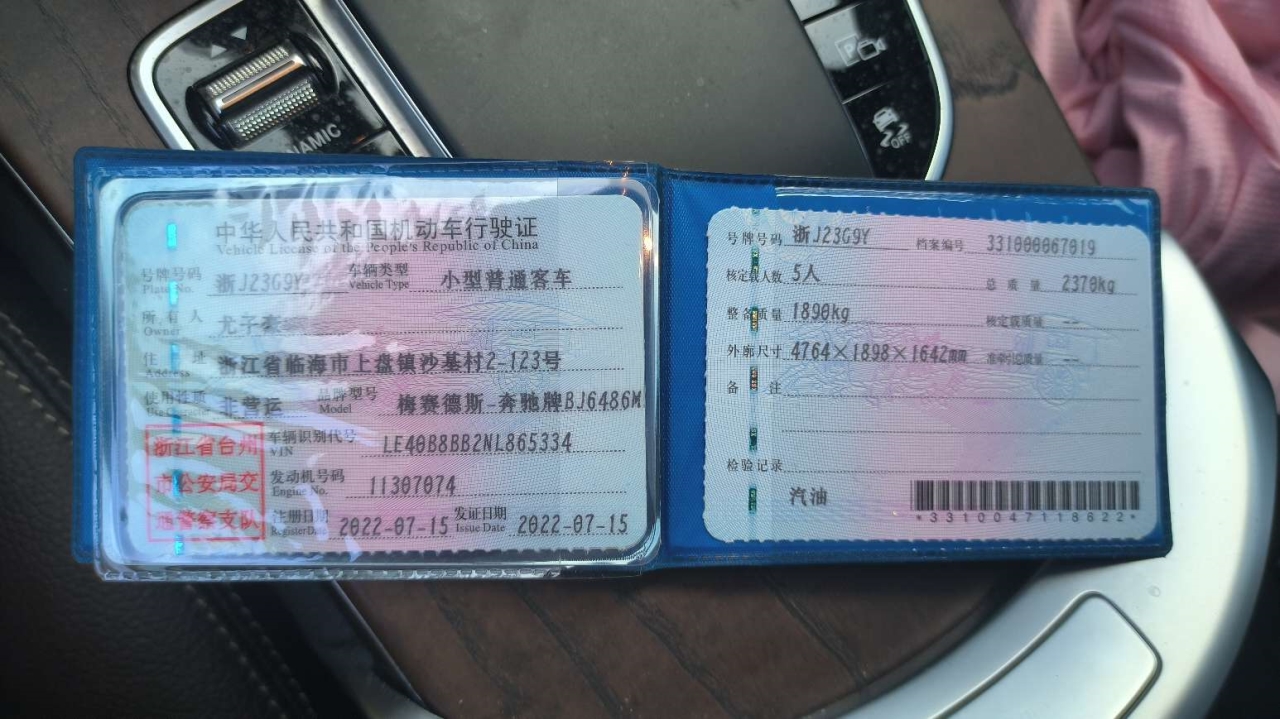 中华人民共和国机动车行驶证
Vehicle License of the People's Republic of China
号牌号码 浙J23G9Y 车辆类型 小型普通客车
Plate No. Vehicle Type
所有人 尤子
Owner
住址 浙江省临海市上盘镇沙基村2-123号
Address
使用性质 非营运 品牌型号 梅赛德斯-奔驰牌BJ6486M
Model
浙江省台州
市公安局交
通警察支队
车辆识别代号 LE40B8BB2NL865334
VIN
发动机号码 11307074
Engine No.
注册日期 2022-07-15 发证日期 2022-07-15
Register Date Issue Date
号牌号码 浙J23G9Y 档案编号 331000067019
核定载人数 5人 总质量 2370kg
整备质量 1890kg 核定载质量 --
外廓尺寸 4764×1898×1642mm 准牵引总质量 --
备注
检验记录
汽油
*3310047118622*
OFF